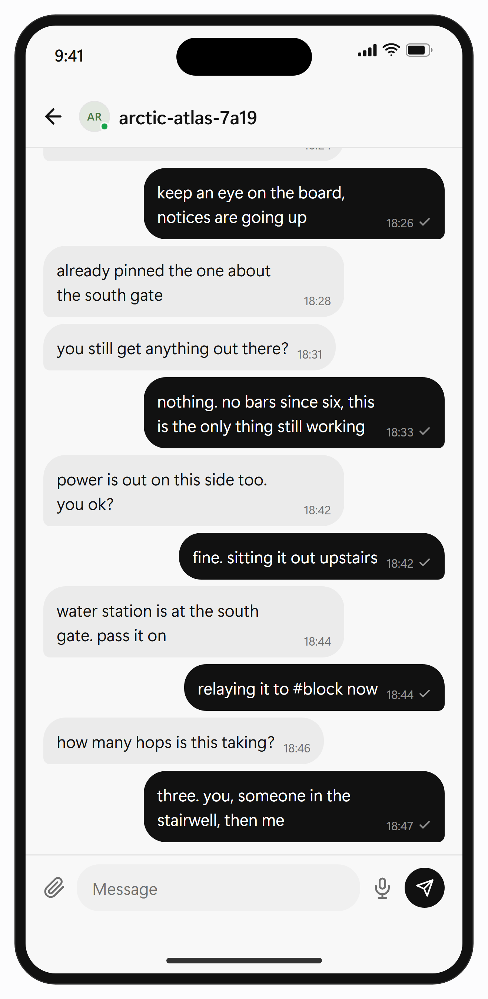 9:41
AR
arctic-atlas-7a19
keep an eye on the board,
notices are going up
18:26
already pinned the one about
the south gate
18:28
you still get anything out there?
18:31
nothing. no bars since six, this
is the only thing still working
18:33
power is out on this side too.
you ok?
18:42
fine. sitting it out upstairs
18:42
water station is at the south
gate. pass it on
18:44
relaying it to #block now
18:44
how many hops is this taking?
18:46
three. you, someone in the
stairwell, then me
18:47
Message